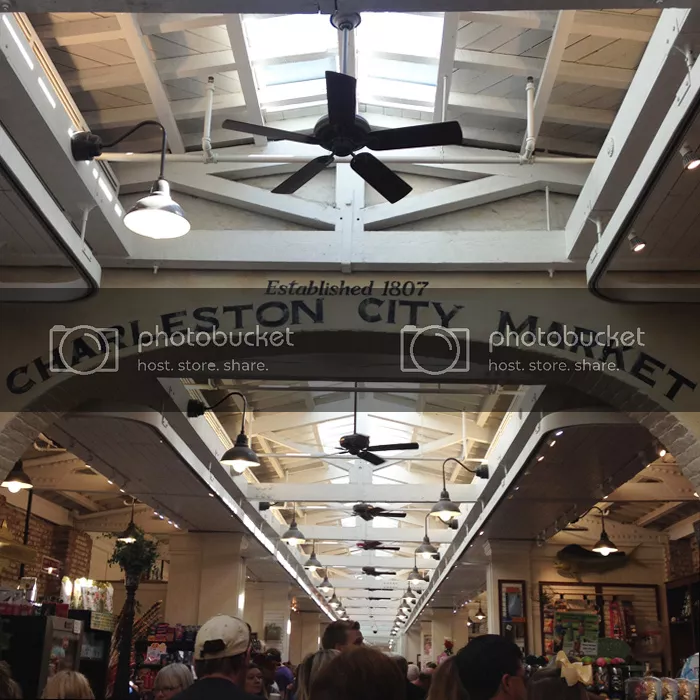 Established 1807
CHARLESTON CITY MARKET
photobucket photobucket
host. store. share. host. store. share.